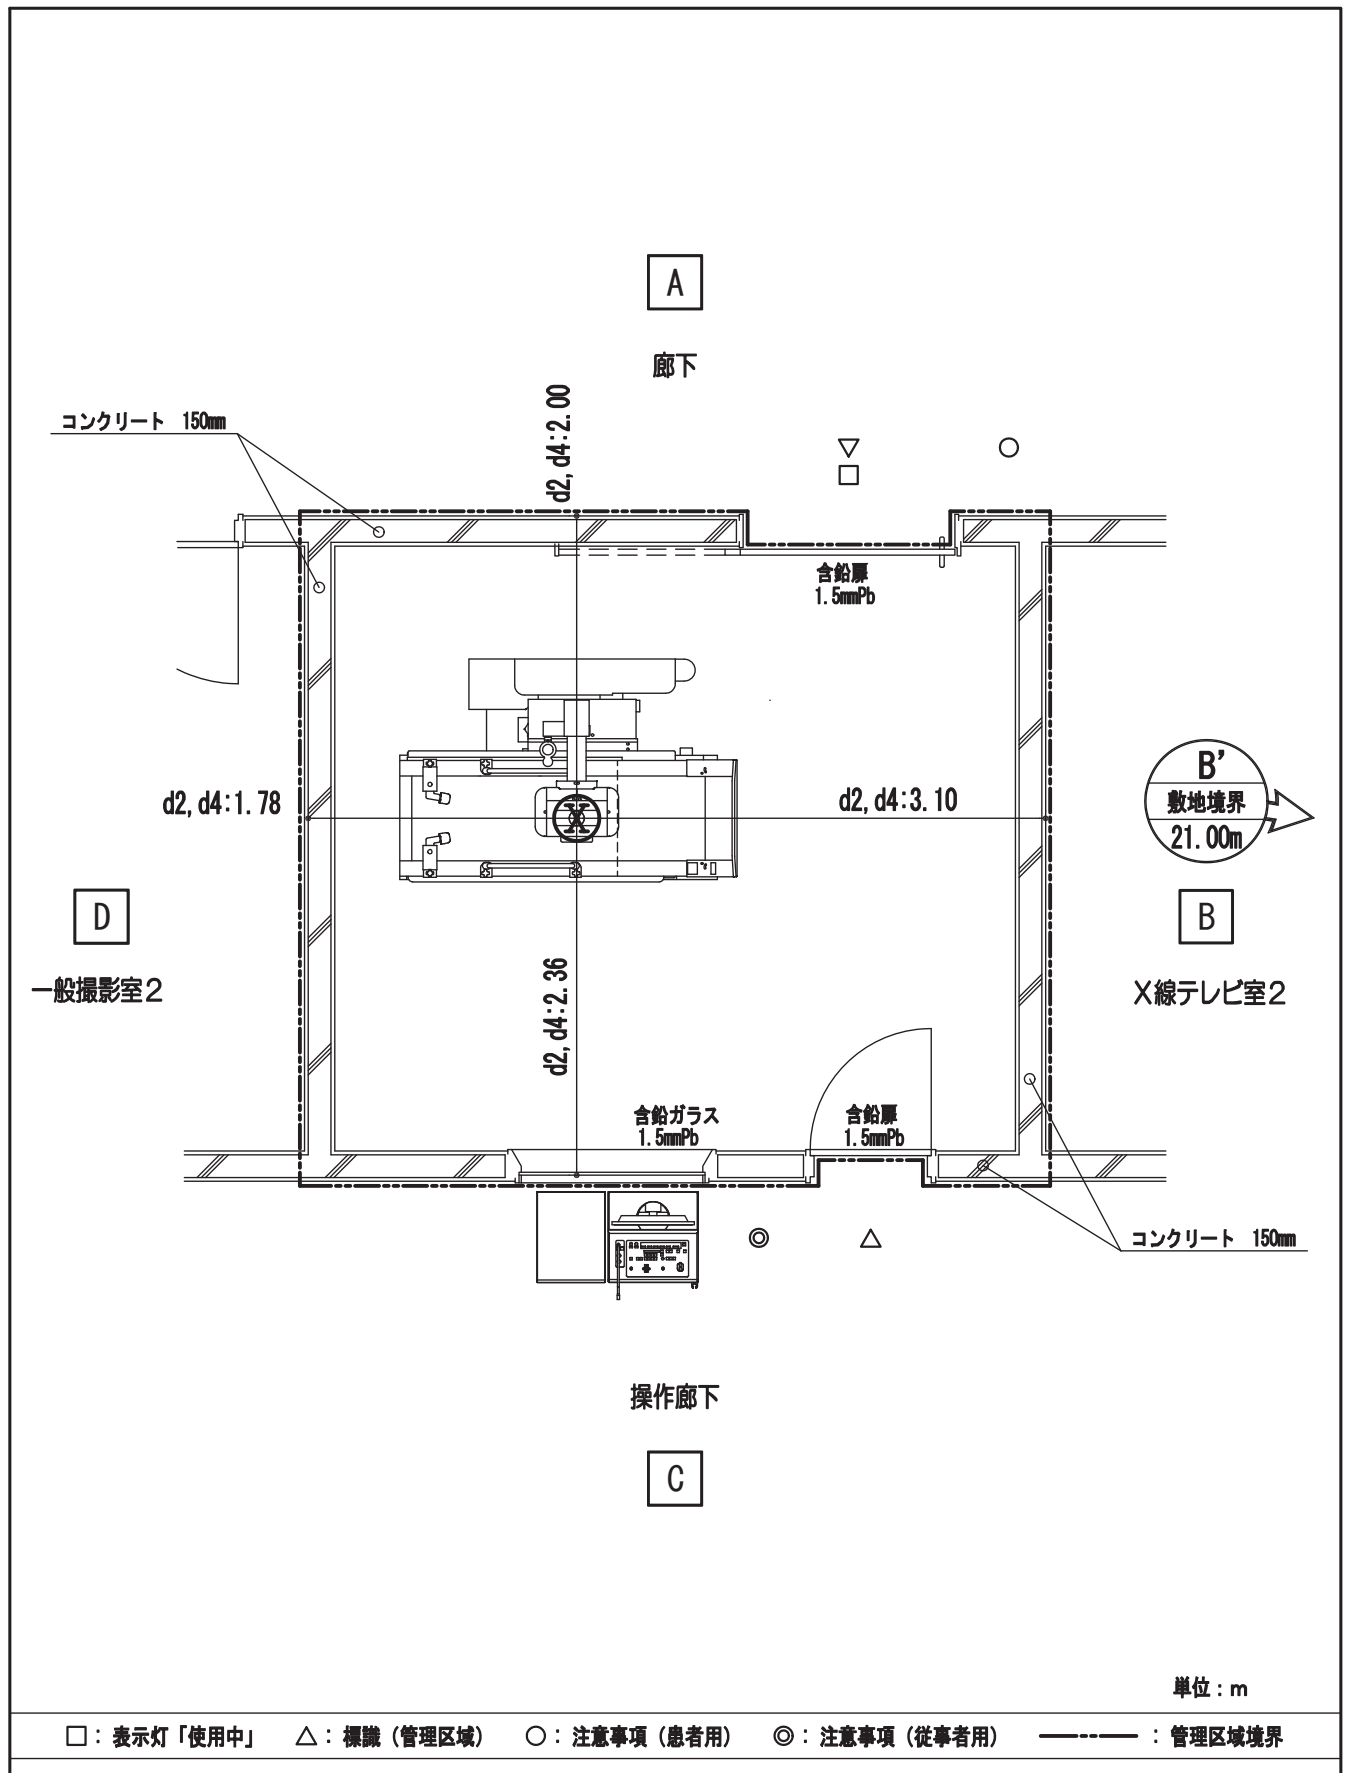 A
廊下
コンクリート 150mm
d2,d4:2.00
含鉛扉
1.5mmPb
X
d2,d4:1.78
d2,d4:3.10
B’
敷地境界
21.00m
D
一般撮影室2
B
X線テレビ室2
d2,d4:2.36
含鉛ガラス
1.5mmPb
含鉛扉
1.5mmPb
コンクリート 150mm
操作廊下
C
単位:m
□:表示灯「使用中」 △:標識(管理区域) ○:注意事項(患者用) ◎:注意事項(従事者用) :管理区域境界